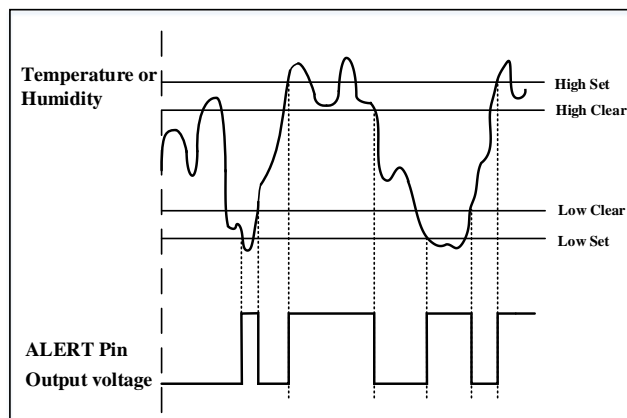 Temperature or
Humidity
High Set
High Clear
Low Clear
Low Set
ALERT Pin
Output voltage